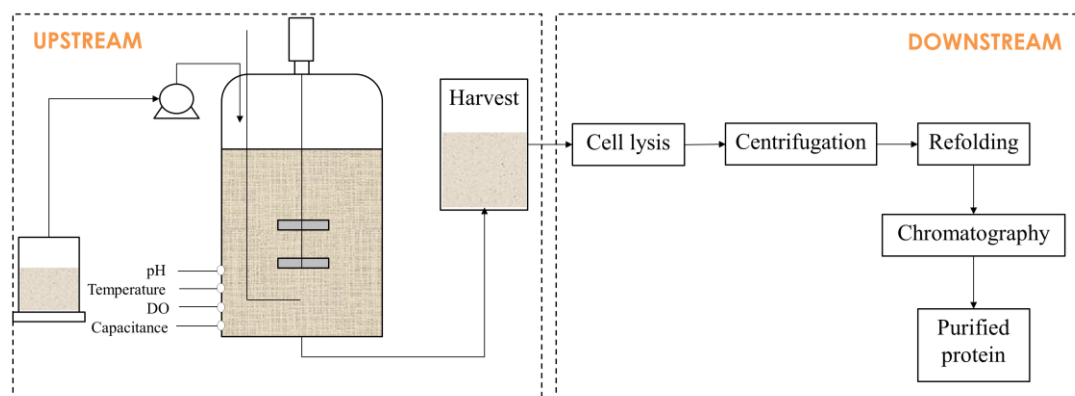 UPSTREAM
DOWNSTREAM
Harvest
Cell lysis
Centrifugation
Refolding
Chromatography
pH
Temperature
DO
Capacitance
Purified
protein